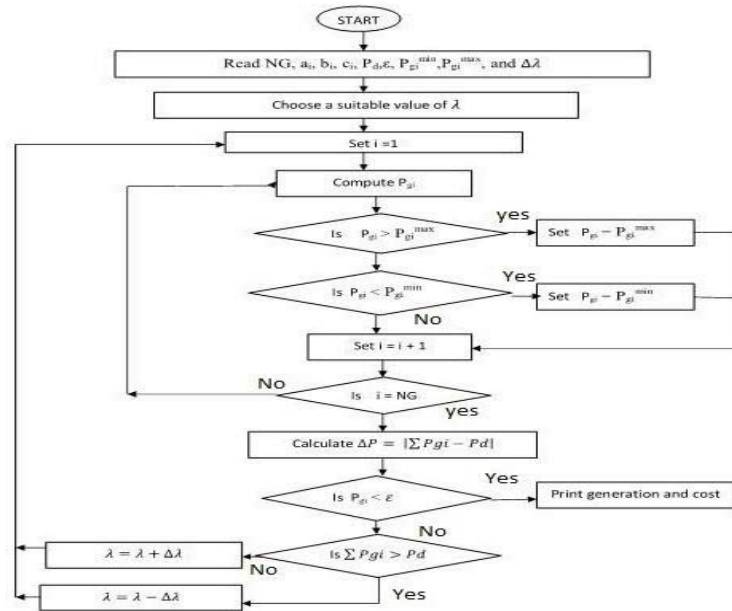 START
Read NG, aᵢ, bᵢ, cᵢ, P_d,ε, P_gi^min,P_gi^max, and Δλ
Choose a suitable value of λ
Set i =1
Compute P_gi
Is P_gi > P_gi^max
yes
Set P_gi − P_gi^max
Is P_gi < P_gi^min
Yes
Set P_gi − P_gi^min
No
Set i = i + 1
Is i = NG
No
yes
Calculate ΔP = |∑ Pgi − Pd|
Is P_gi < ε
Yes
Print generation and cost
No
Is ∑ Pgi > Pd
No
λ = λ + Δλ
Yes
λ = λ − Δλ